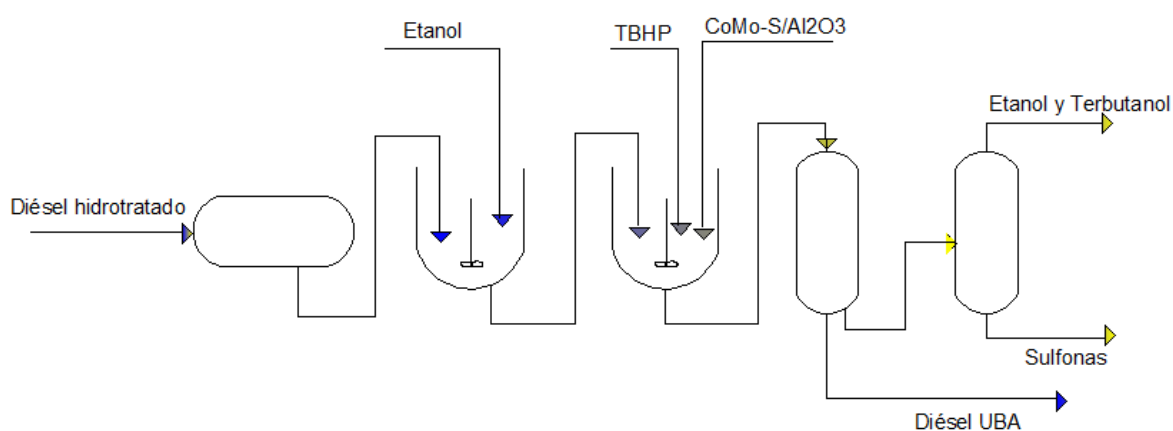 Etanol
TBHP
CoMo-S/Al2O3
Etanol y Terbutanol
Diésel hidrotratado
Sulfonas
Diésel UBA